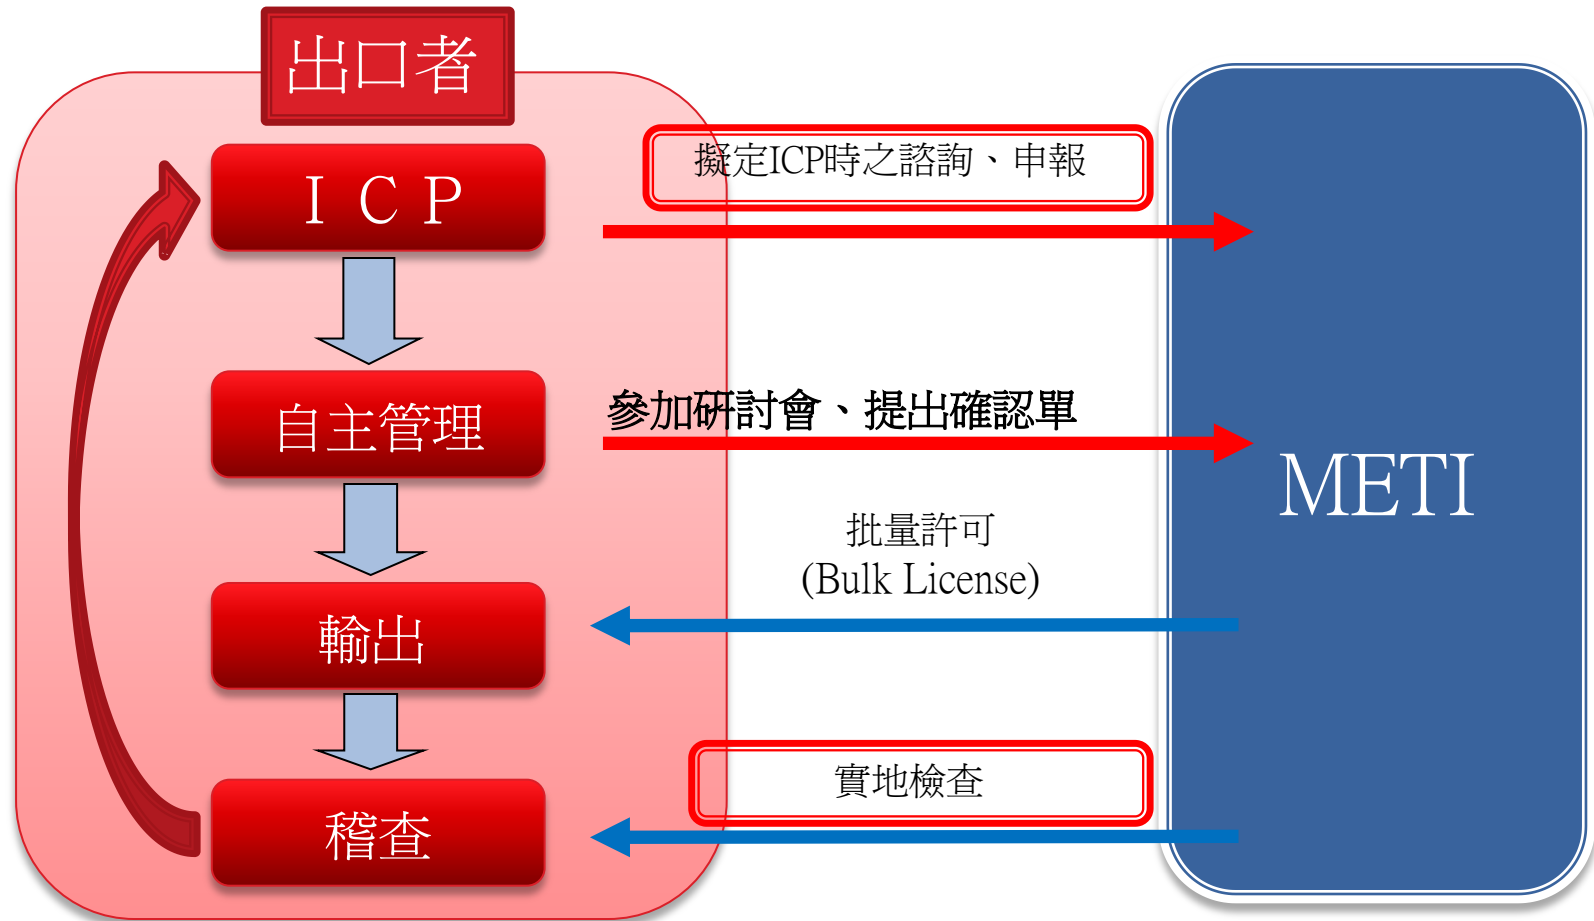 出口者
ＩＣＰ
擬定ICP時之諮詢、申報
自主管理
參加研討會、提出確認單
METI
批量許可
(Bulk License)
輸出
實地檢查
稽查